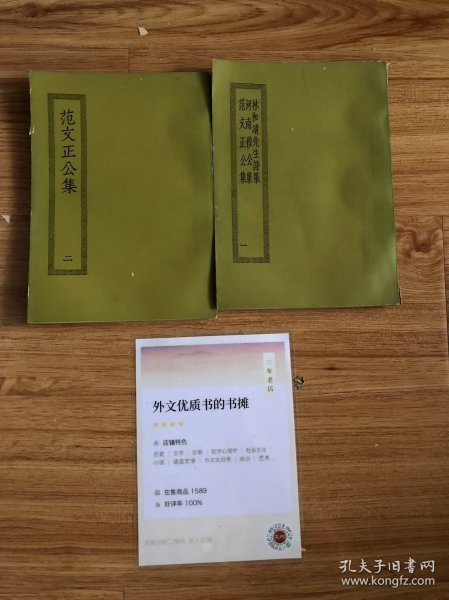 范文正公集
二
林和靖先生詩集
河南穆公集
范文正公集
一
三年老店
外文优质书的书摊
店铺特色
历史 | 文学 | 宗教 | 哲学心理学 | 社会文化 |
小说 | 语言文字 | 外文古旧书 | 政治 | 艺术...
在售商品 1589
好评率 100%
孔夫子旧书网
www.kongfz.com